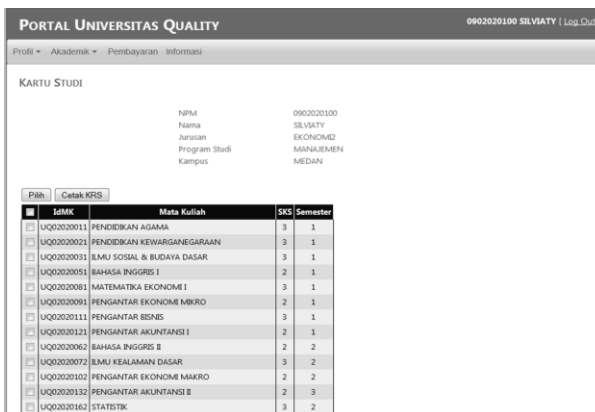 PORTAL UNIVERSITAS QUALITY
0902020100 SILVIATY [ Log Out
Profil Akademik Pembayaran Informasi
KARTU STUDI
NPM 0902020100
Nama SILVIATY
Jurusan EKONOMI2
Program Studi MANAJEMEN
Kampus MEDAN
Pilih Cetak KRS
IdMK Mata Kuliah SKS Semester
UQ02020011 PENDIDIKAN AGAMA 3 1
UQ02020021 PENDIDIKAN KEWARGANEGARAAN 3 1
UQ02020031 ILMU SOSIAL & BUDAYA DASAR 3 1
UQ02020051 BAHASA INGGRIS I 2 1
UQ02020081 MATEMATIKA EKONOMI I 3 1
UQ02020091 PENGANTAR EKONOMI MIKRO 2 1
UQ02020111 PENGANTAR BISNIS 3 1
UQ02020121 PENGANTAR AKUNTANSI I 2 1
UQ02020062 BAHASA INGGRIS II 2 2
UQ02020072 ILMU KEALAMAN DASAR 3 2
UQ02020102 PENGANTAR EKONOMI MAKRO 2 2
UQ02020132 PENGANTAR AKUNTANSI II 2 3
UQ02020162 STATISTIK 3 2